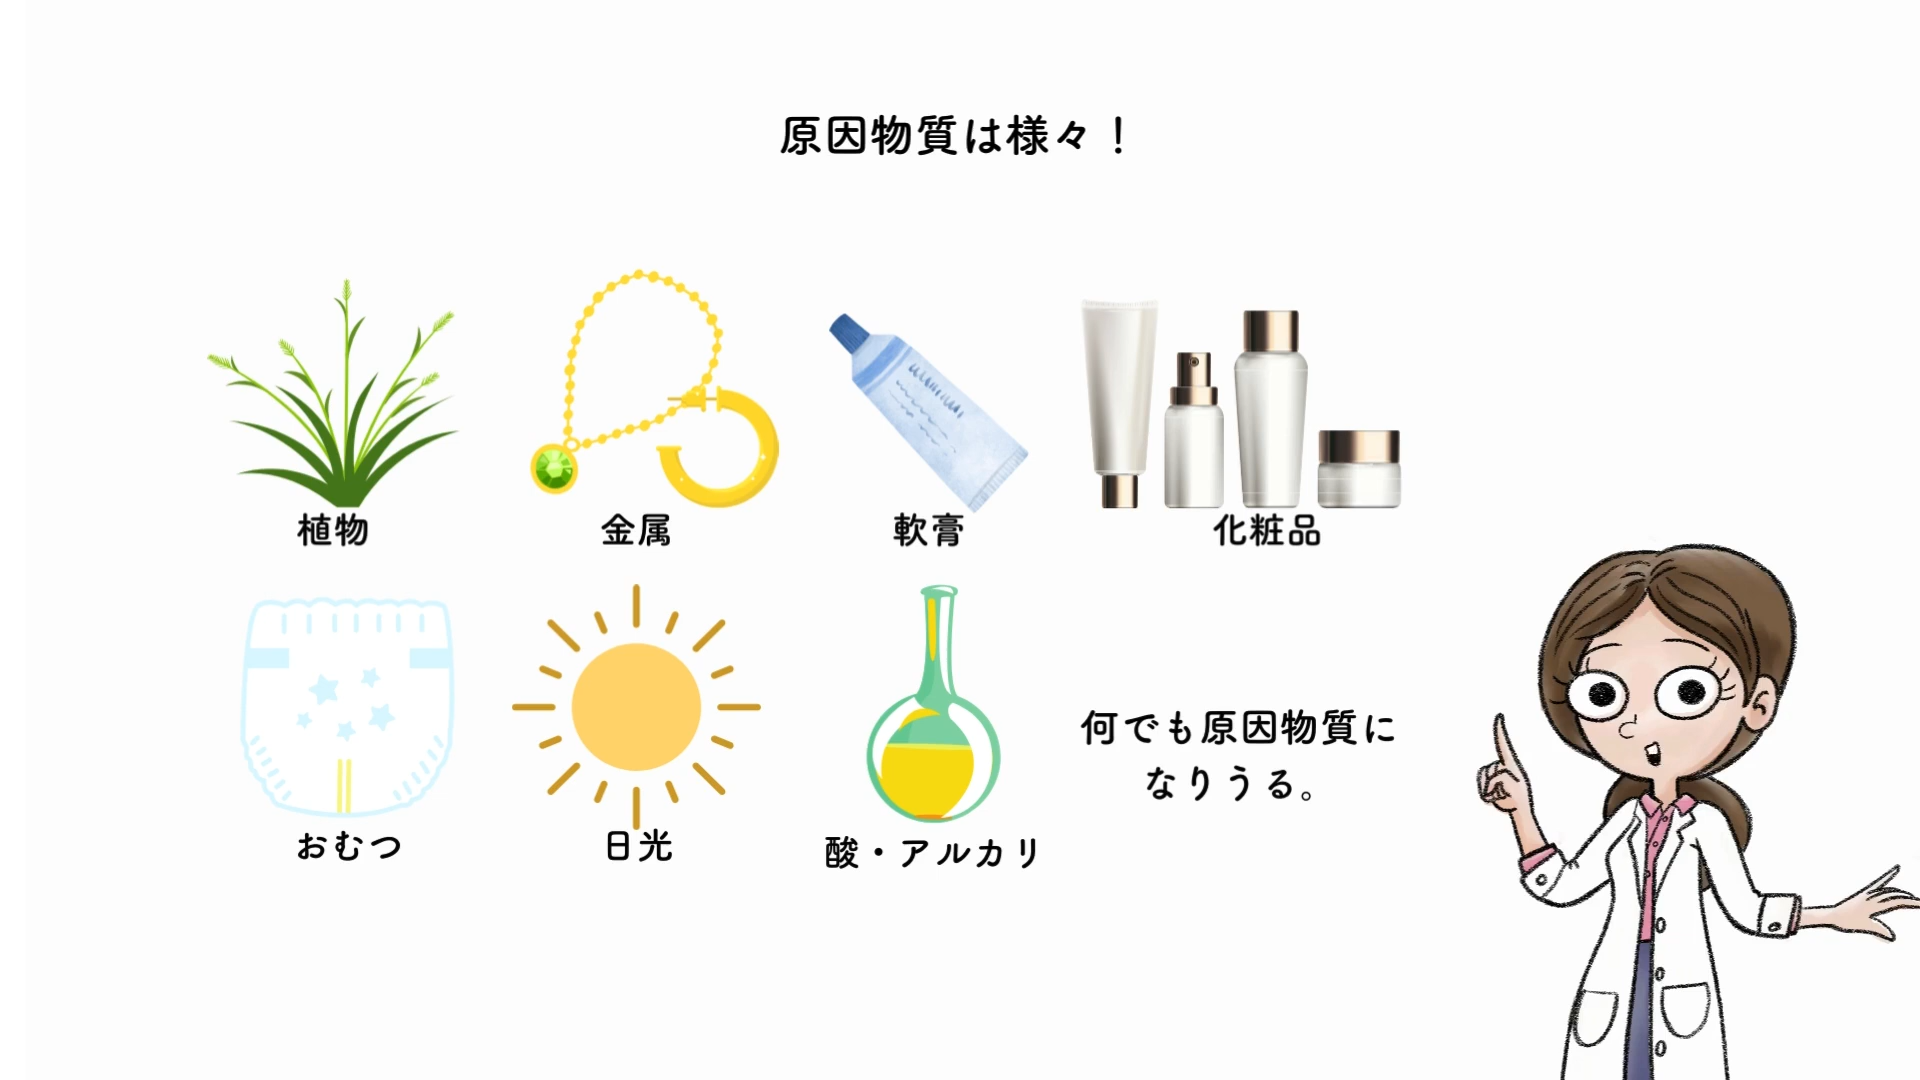 原因物質は様々！
植物
金属
軟膏
化粧品
おむつ
日光
酸・アルカリ
何でも原因物質に
なりうる。